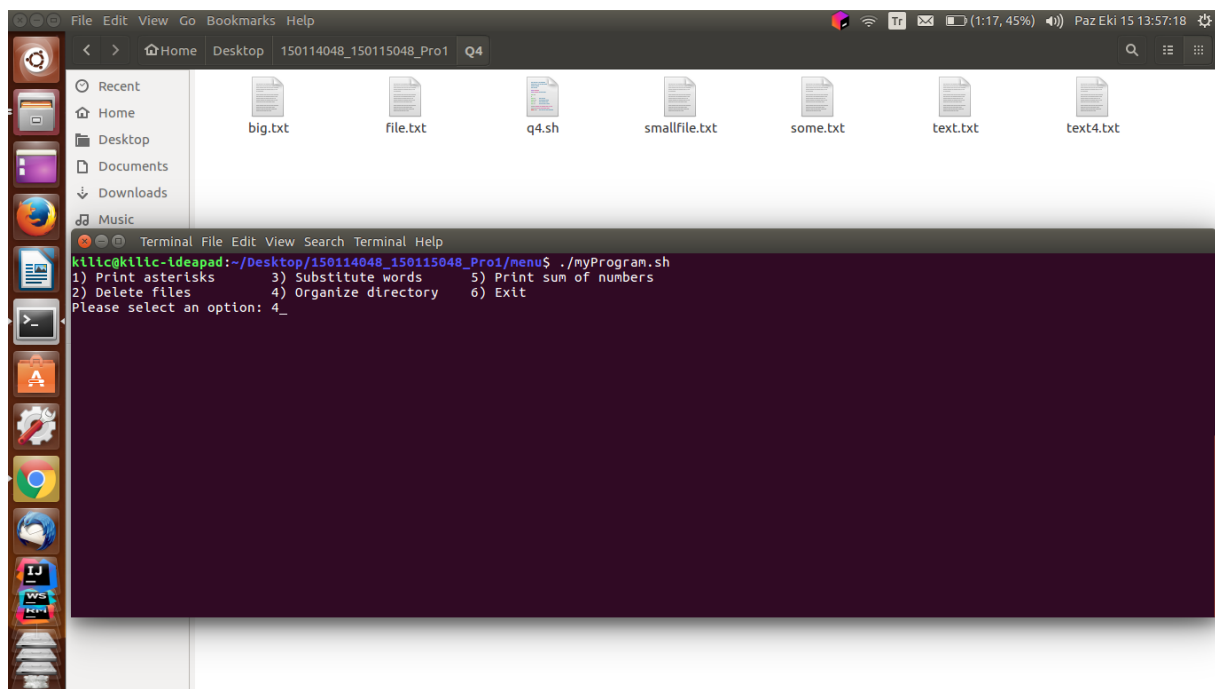 File Edit View Go Bookmarks Help Tr (1:17, 45%) Paz Eki 15 13:57:18
Home Desktop 150114048_150115048_Pro1 Q4
Recent
Home
Desktop
Documents
Downloads
Music
big.txt file.txt q4.sh smallfile.txt some.txt text.txt text4.txt
Terminal File Edit View Search Terminal Help
kilic@kilic-ideapad:~/Desktop/150114048_150115048_Pro1/menu$ ./myProgram.sh
1) Print asterisks 3) Substitute words 5) Print sum of numbers
2) Delete files 4) Organize directory 6) Exit
Please select an option: 4_
IJ
WS